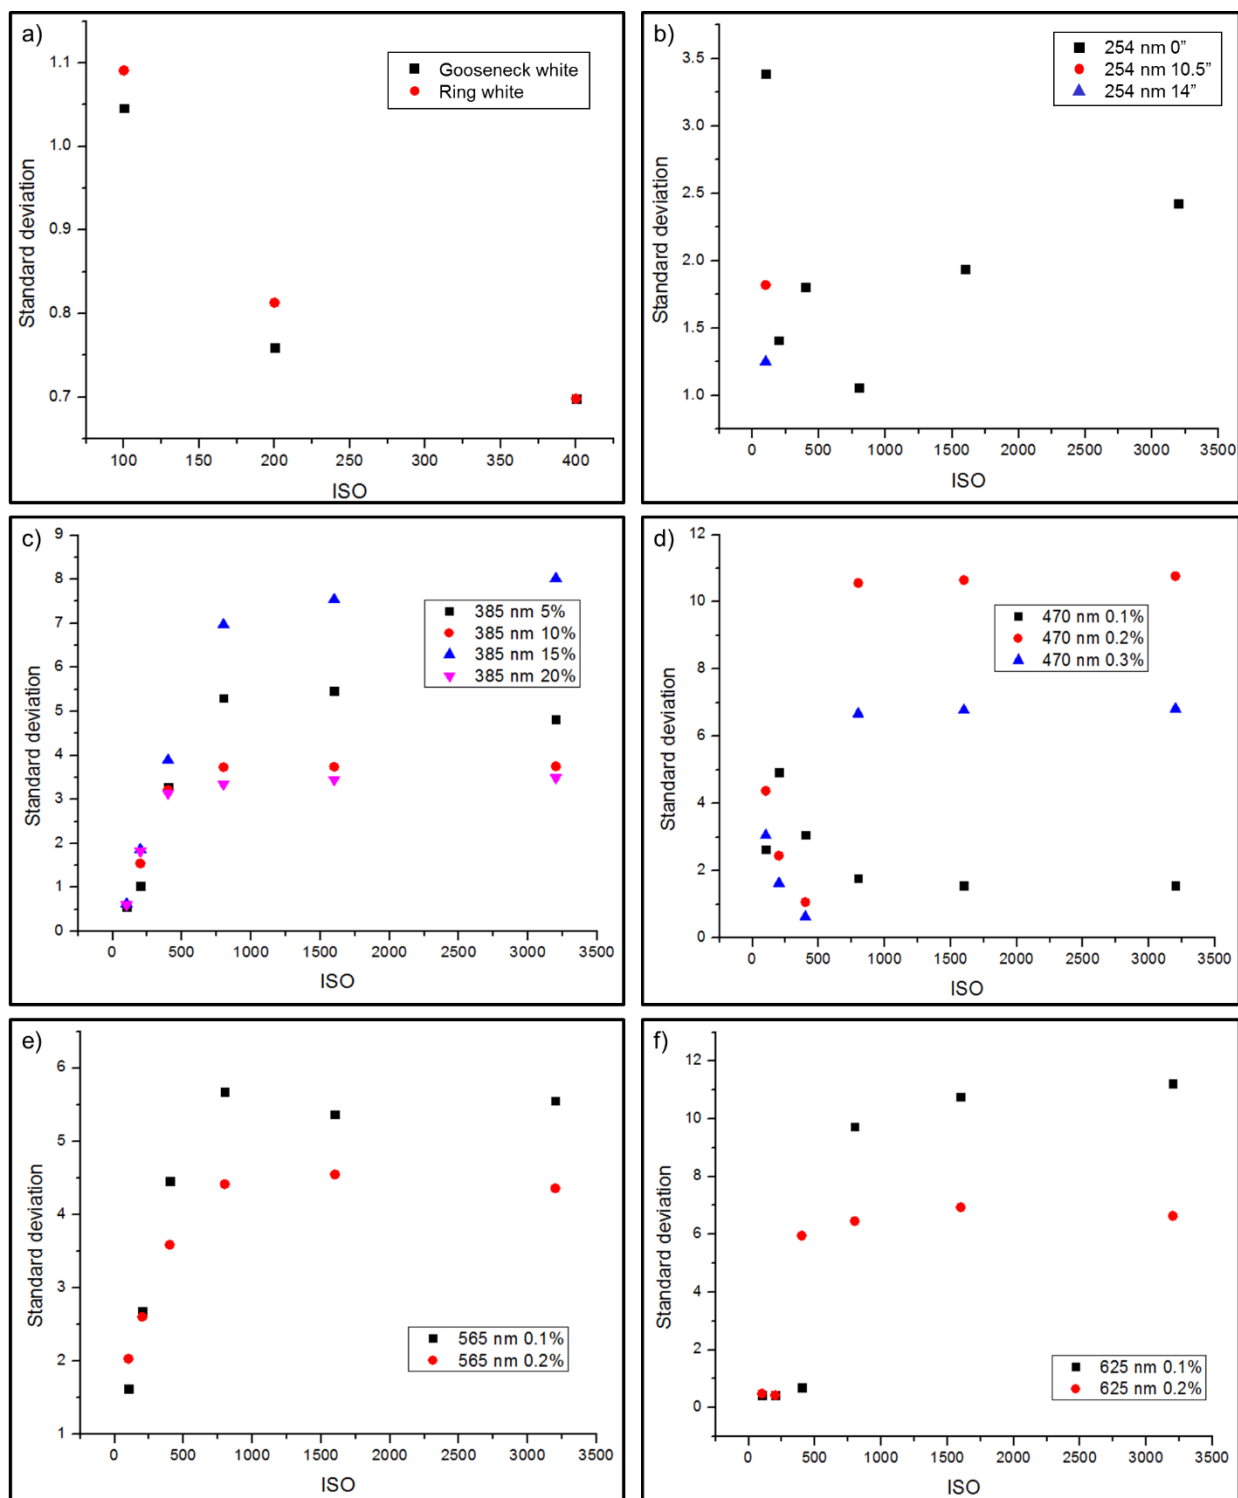 a)
Gooseneck white
Ring white
1.1
1.0
0.9
0.8
0.7
Standard deviation
100
150
200
250
300
350
400
ISO
b)
254 nm 0”
254 nm 10.5”
254 nm 14”
3.5
3.0
2.5
2.0
1.5
1.0
Standard deviation
0
500
1000
1500
2000
2500
3000
3500
ISO
c)
385 nm 5%
385 nm 10%
385 nm 15%
385 nm 20%
9
8
7
6
5
4
3
2
1
0
Standard deviation
0
500
1000
1500
2000
2500
3000
3500
ISO
d)
470 nm 0.1%
470 nm 0.2%
470 nm 0.3%
12
10
8
6
4
2
0
Standard deviation
0
500
1000
1500
2000
2500
3000
3500
ISO
e)
6
5
4
3
2
1
Standard deviation
565 nm 0.1%
565 nm 0.2%
0
500
1000
1500
2000
2500
3000
3500
ISO
f)
12
10
8
6
4
2
0
Standard deviation
625 nm 0.1%
625 nm 0.2%
0
500
1000
1500
2000
2500
3000
3500
ISO